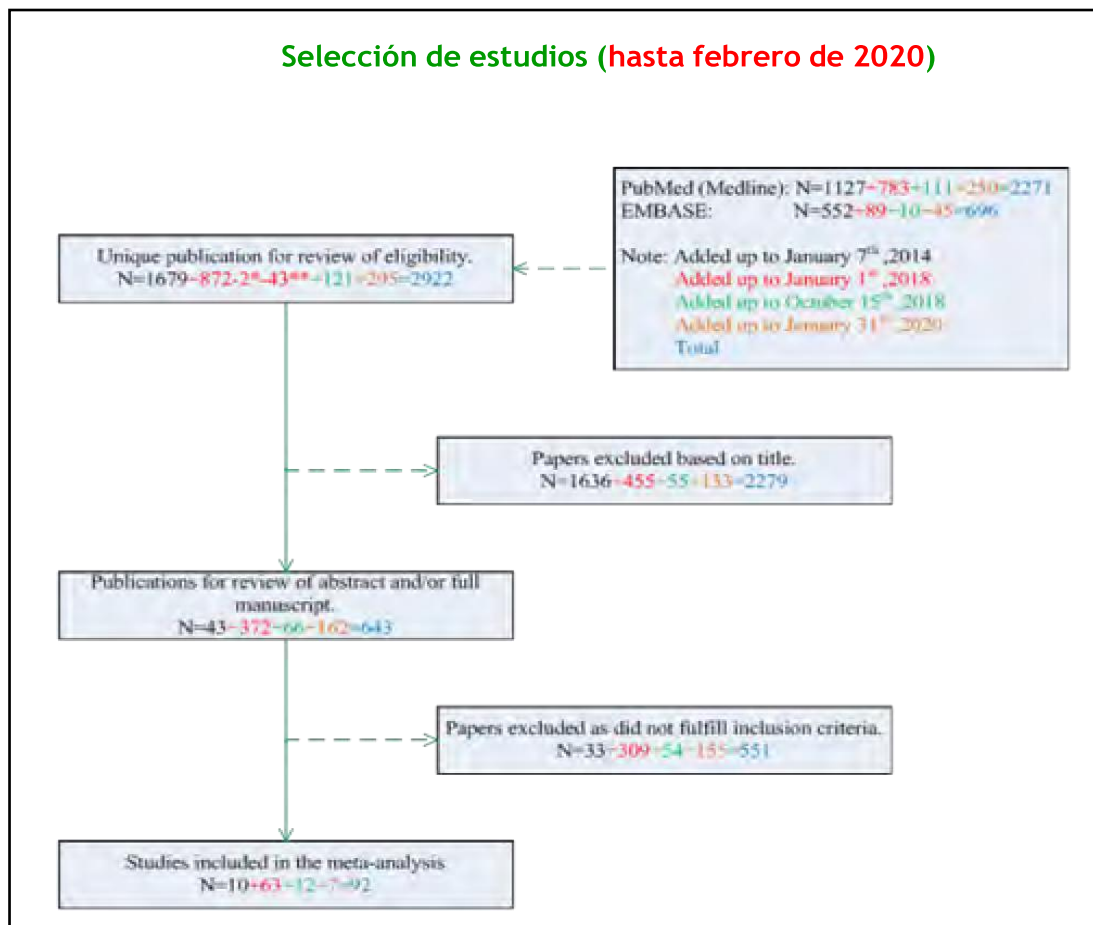 Selección de estudios (hasta febrero de 2020)
PubMed (Medline): N=1127+783+111+250=2271
EMBASE: N=552+89+10+45=696
Note: Added up to January 7th ,2014
Added up to January 1st ,2018
Added up to October 15th ,2018
Added up to January 31th ,2020
Total
Unique publication for review of eligibility.
N=1679+872-2*-43**+121+295=2922
Papers excluded based on title.
N=1636+455+55+133=2279
Publications for review of abstract and/or full
manuscript.
N=43+372+66+162=643
Papers excluded as did not fulfill inclusion criteria.
N=33+309+54+155=551
Studies included in the meta-analysis
N=10+63+12+7=92